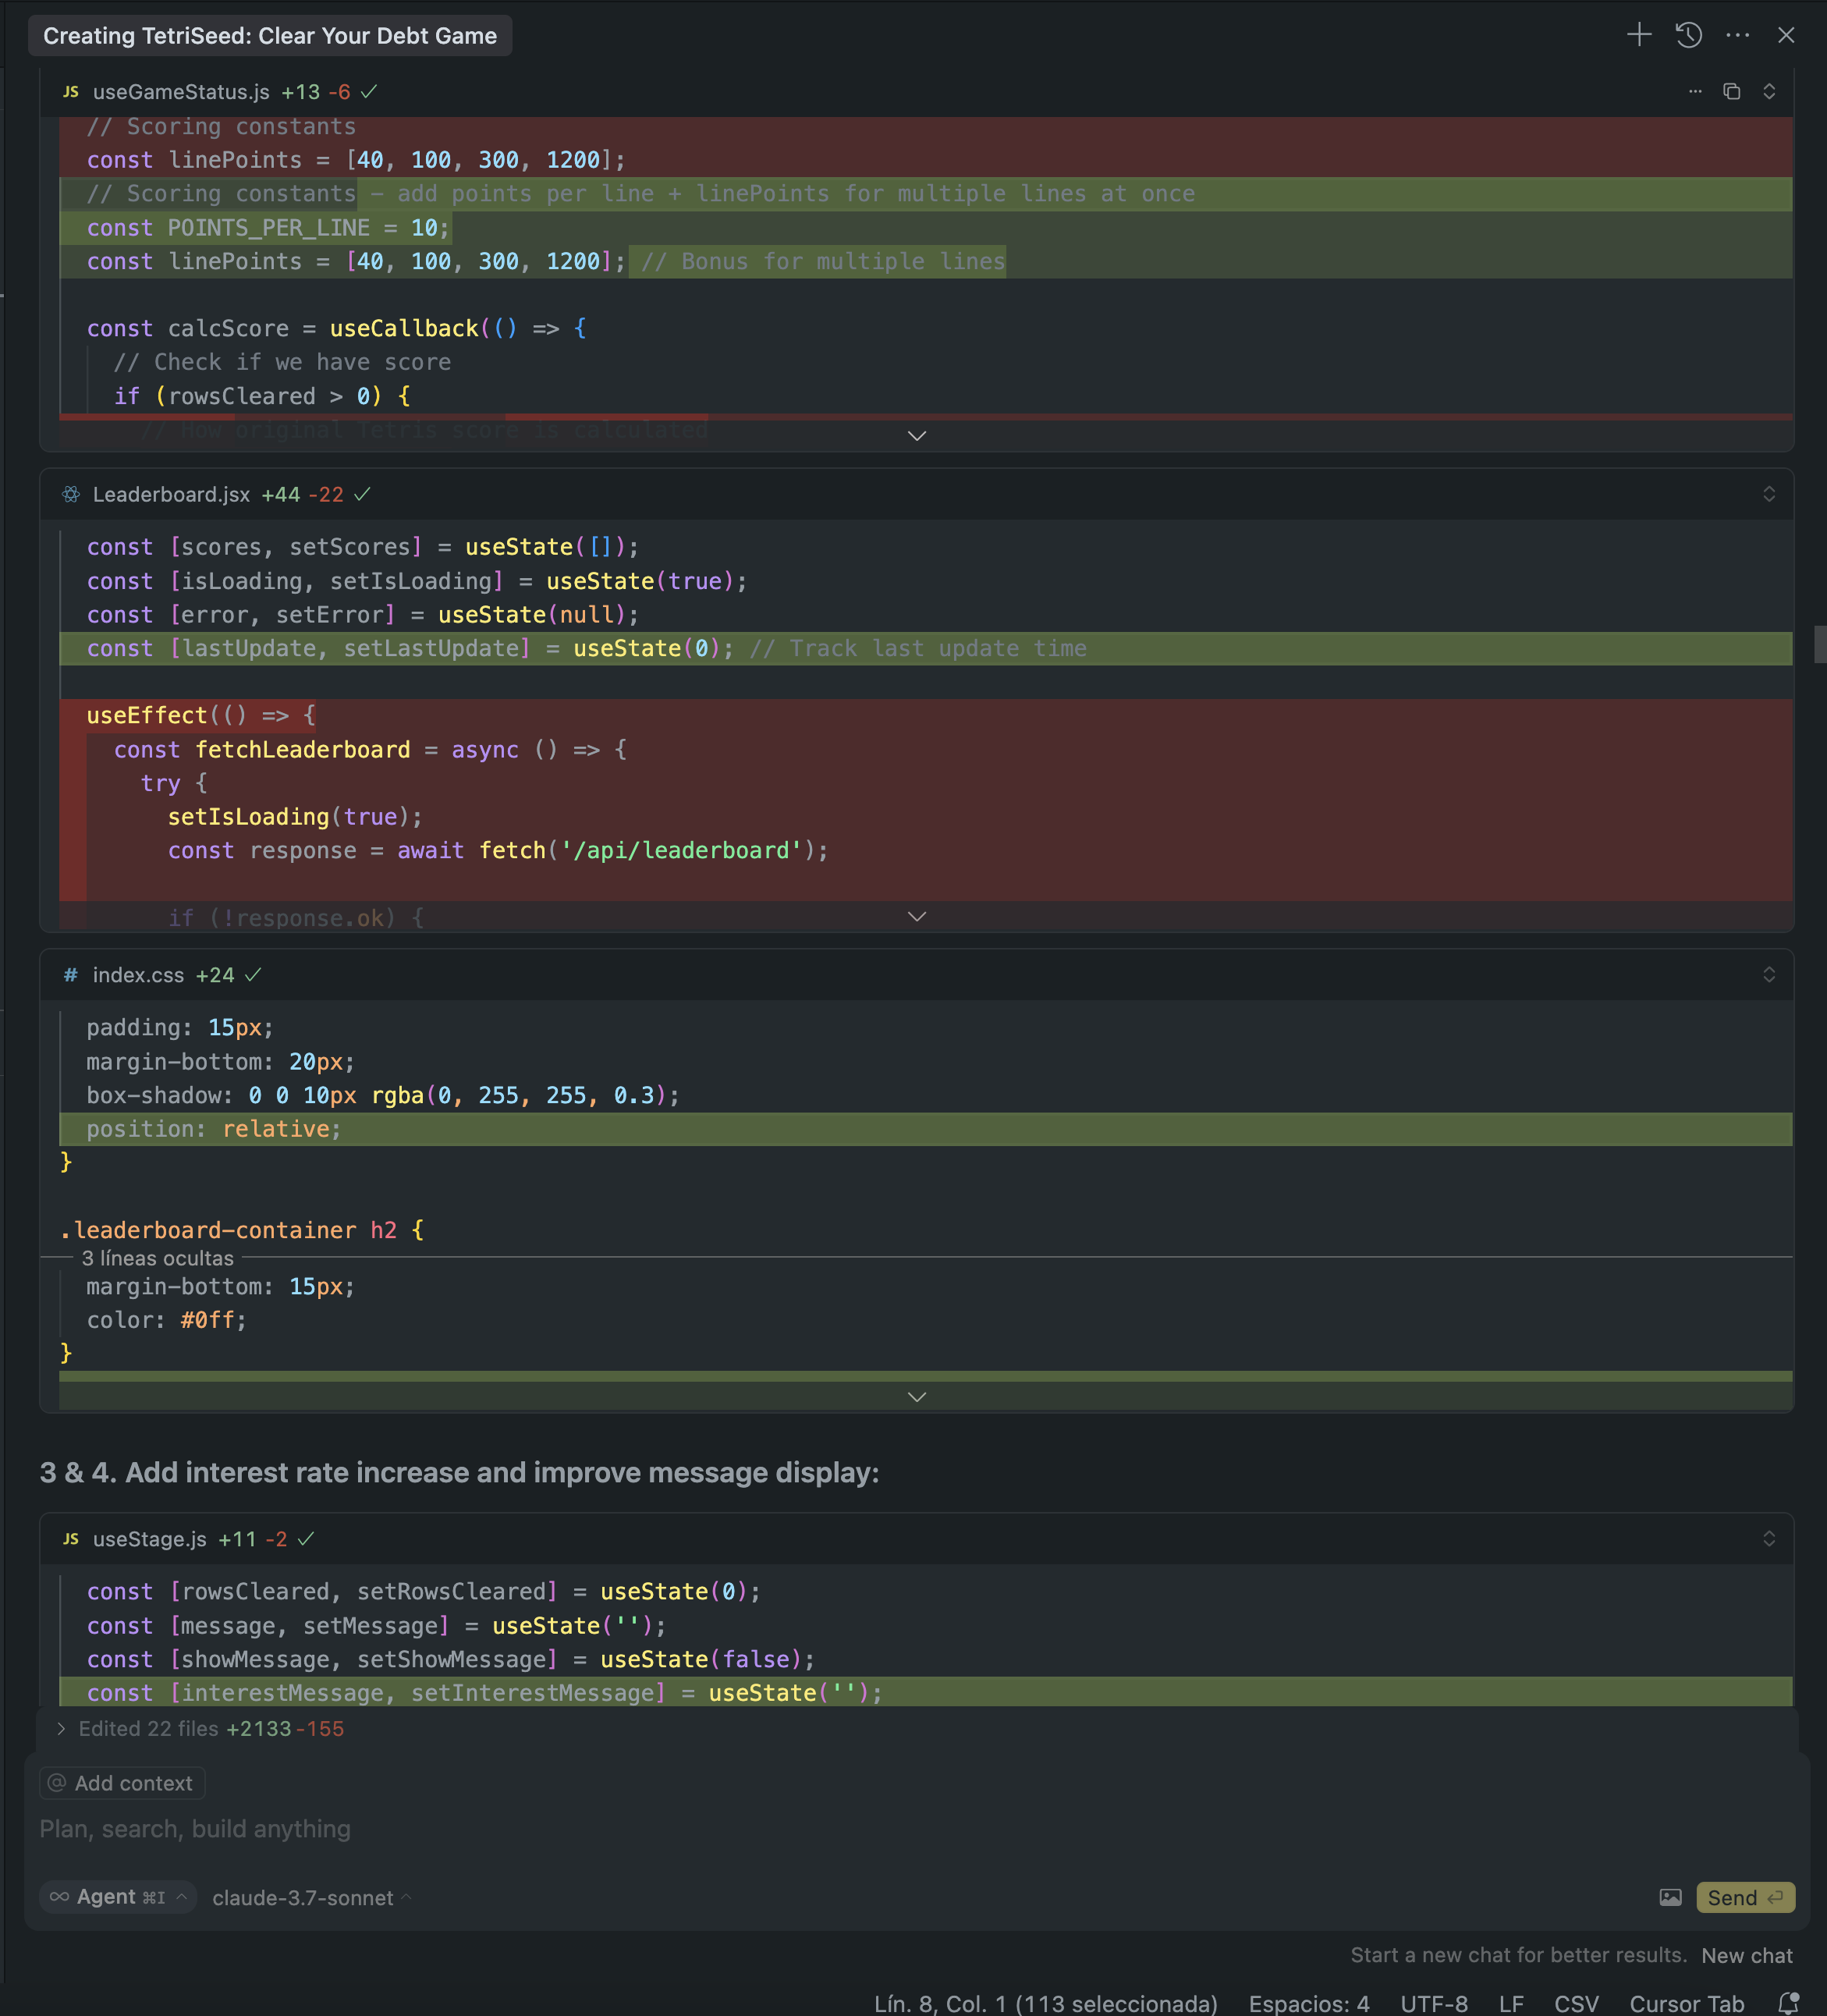 Creating TetriSeed: Clear Your Debt Game
JS useGameStatus.js +13 -6
// Scoring constants
const linePoints = [40, 100, 300, 1200];
// Scoring constants - add points per line + linePoints for multiple lines at once
const POINTS_PER_LINE = 10;
const linePoints = [40, 100, 300, 1200]; // Bonus for multiple lines
const calcScore = useCallback(() => {
// Check if we have score
if (rowsCleared > 0) {
// How original Tetris score is calculated
Leaderboard.jsx +44 -22
const [scores, setScores] = useState([]);
const [isLoading, setIsLoading] = useState(true);
const [error, setError] = useState(null);
const [lastUpdate, setLastUpdate] = useState(0); // Track last update time
useEffect(() => {
const fetchLeaderboard = async () => {
try {
setIsLoading(true);
const response = await fetch('/api/leaderboard');
if (!response.ok) {
# index.css +24
padding: 15px;
margin-bottom: 20px;
box-shadow: 0 0 10px rgba(0, 255, 255, 0.3);
position: relative;
}
.leaderboard-container h2 {
3 líneas ocultas
margin-bottom: 15px;
color: #0ff;
}
3 & 4. Add interest rate increase and improve message display:
JS useStage.js +11 -2
const [rowsCleared, setRowsCleared] = useState(0);
const [message, setMessage] = useState('');
const [showMessage, setShowMessage] = useState(false);
const [interestMessage, setInterestMessage] = useState('');
Edited 22 files +2133 -155
@ Add context
Plan, search, build anything
Agent ⌘I claude-3.7-sonnet Send
Start a new chat for better results. New chat
Lín. 8, Col. 1 (113 seleccionada) Espacios: 4 UTF-8 LF CSV Cursor Tab